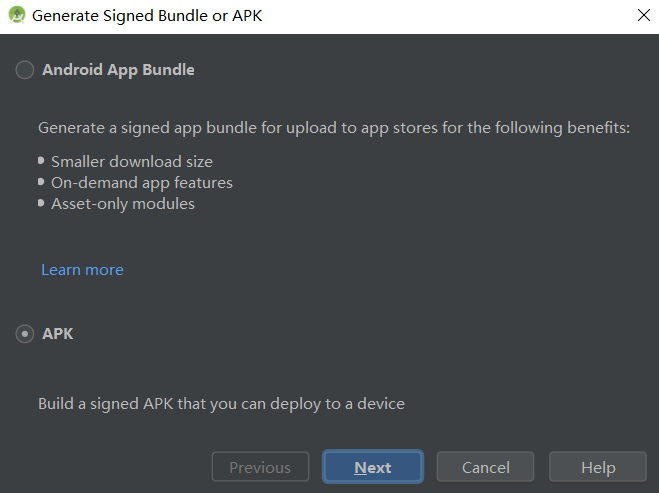 Generate Signed Bundle or APK
Android App Bundle
Generate a signed app bundle for upload to app stores for the following benefits:
Smaller download size
On-demand app features
Asset-only modules
Learn more
APK
Build a signed APK that you can deploy to a device
Previous Next Cancel Help